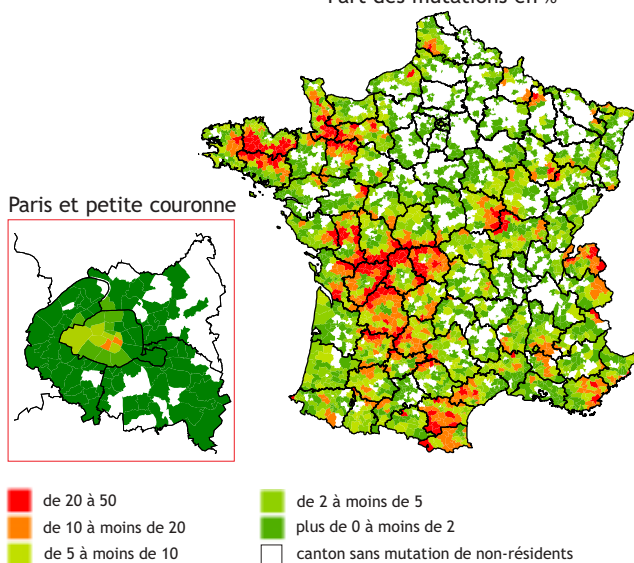 Part des mutations en %
Paris et petite couronne
de 20 à 50
de 10 à moins de 20
de 5 à moins de 10
de 2 à moins de 5
plus de 0 à moins de 2
canton sans mutation de non-résidents